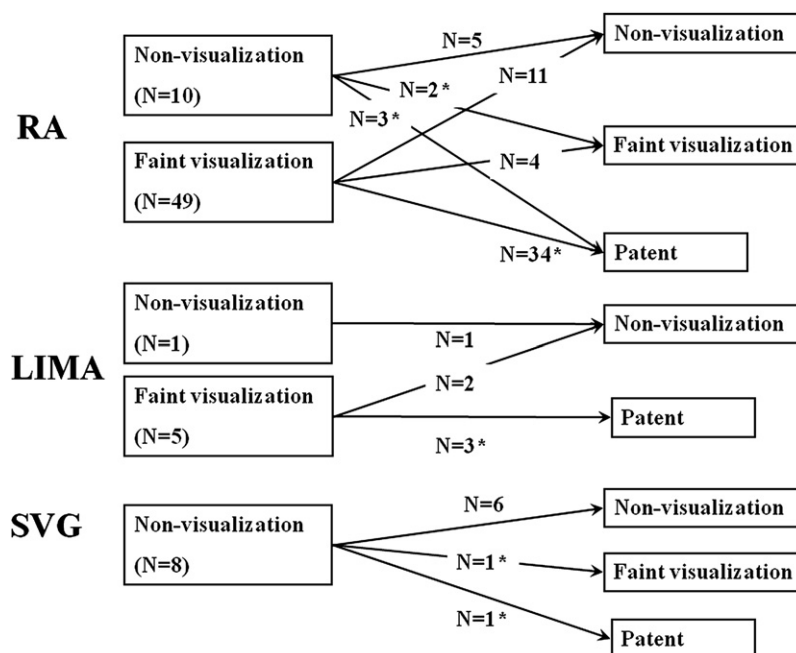 RA
Non-visualization
(N=10)
Faint visualization
(N=49)
N=5
N=2*
N=3*
N=11
N=4
N=34*
Non-visualization
Faint visualization
Patent
LIMA
Non-visualization
(N=1)
Faint visualization
(N=5)
N=1
N=2
N=3*
Non-visualization
Patent
SVG
Non-visualization
(N=8)
N=6
N=1*
N=1*
Non-visualization
Faint visualization
Patent